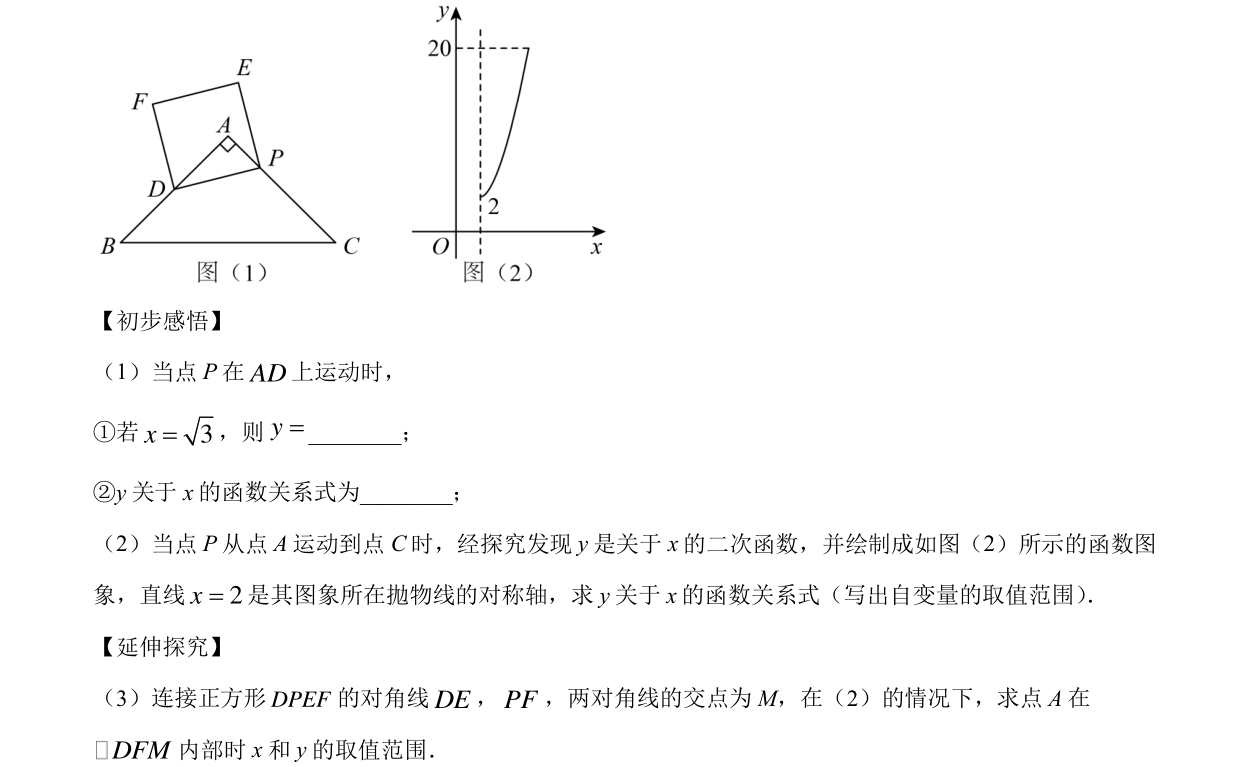 y
20
E
F
A
P
D
2
B
C
O
x
图（1）
图（2）
【初步感悟】
（1）当点 P 在 AD 上运动时，
①若 x = √3，则 y = ________；
②y 关于 x 的函数关系式为________；
（2）当点 P 从点 A 运动到点 C 时，经探究发现 y 是关于 x 的二次函数，并绘制成如图（2）所示的函数图
象，直线 x = 2 是其图象所在抛物线的对称轴，求 y 关于 x 的函数关系式（写出自变量的取值范围）．
【延伸探究】
（3）连接正方形 DPEF 的对角线 DE， PF，两对角线的交点为 M，在（2）的情况下，求点 A 在
□DFM 内部时 x 和 y 的取值范围．